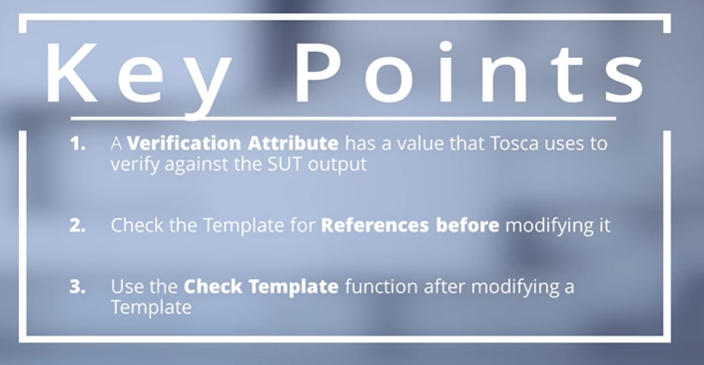 Key Points
1. A Verification Attribute has a value that Tosca uses to
verify against the SUT output
2. Check the Template for References before modifying it
3. Use the Check Template function after modifying a
Template